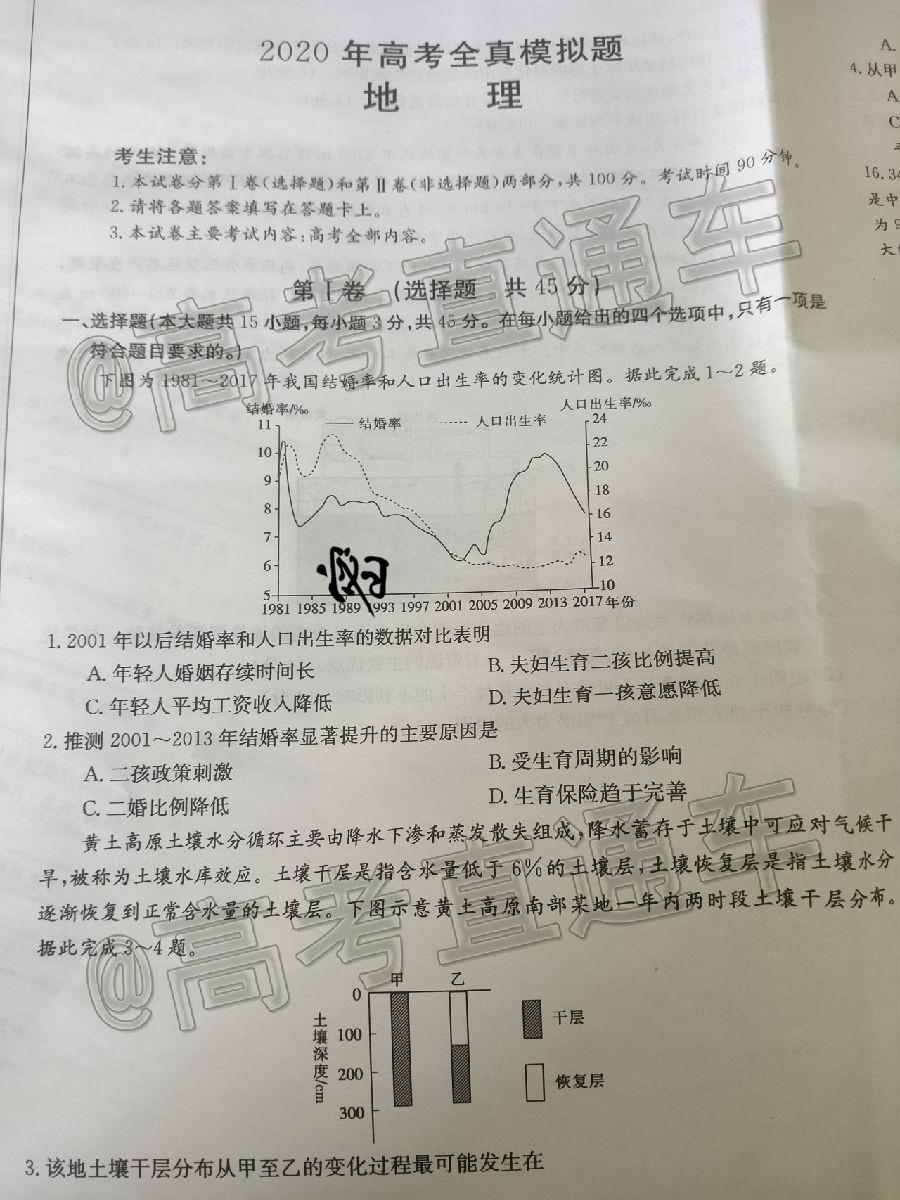 2020 年高考全真模拟题
地 理
考生注意:
1. 本试卷分第Ⅰ卷(选择题)和第Ⅱ卷(非选择题)两部分,共 100 分。考试时间 90 分钟。
2. 请将各题答案填写在答题卡上。
3. 本试卷主要考试内容:高考全部内容。
第Ⅰ卷 (选择题 共 45 分)
一、选择题(本大题共 15 小题,每小题 3 分,共 45 分。在每小题给出的四个选项中,只有一项是
符合题目要求的。)
下图为 1981~2017 年我国结婚率和人口出生率的变化统计图。据此完成 1~2 题。
结婚率/‰ 人口出生率/‰
结婚率 人口出生率
11 24
10 22
9 20
8 18
7 16
6 14
5 12
10
1981 1985 1989 1993 1997 2001 2005 2009 2013 2017 年份
1. 2001 年以后结婚率和人口出生率的数据对比表明
A. 年轻人婚姻存续时间长 B. 夫妇生育二孩比例提高
C. 年轻人平均工资收入降低 D. 夫妇生育一孩意愿降低
2. 推测 2001~2013 年结婚率显著提升的主要原因是
A. 二孩政策刺激 B. 受生育周期的影响
C. 二婚比例降低 D. 生育保险趋于完善
黄土高原土壤水分循环主要由降水下渗和蒸发散失组成,降水蓄存于土壤中可应对气候干
旱,被称为土壤水库效应。土壤干层是指含水量低于 6%的土壤层,土壤恢复层是指土壤水分
逐渐恢复到正常含水量的土壤层。下图示意黄土高原南部某地一年内两时段土壤干层分布。
据此完成 3~4 题。
甲 乙
0
100
200
300
土壤深度/cm
干层
恢复层
3. 该地土壤干层分布从甲至乙的变化过程最可能发生在
A.
4. 从甲
A
C
16. 34
是中
为 9
大
@高考直通车
@高考直通车